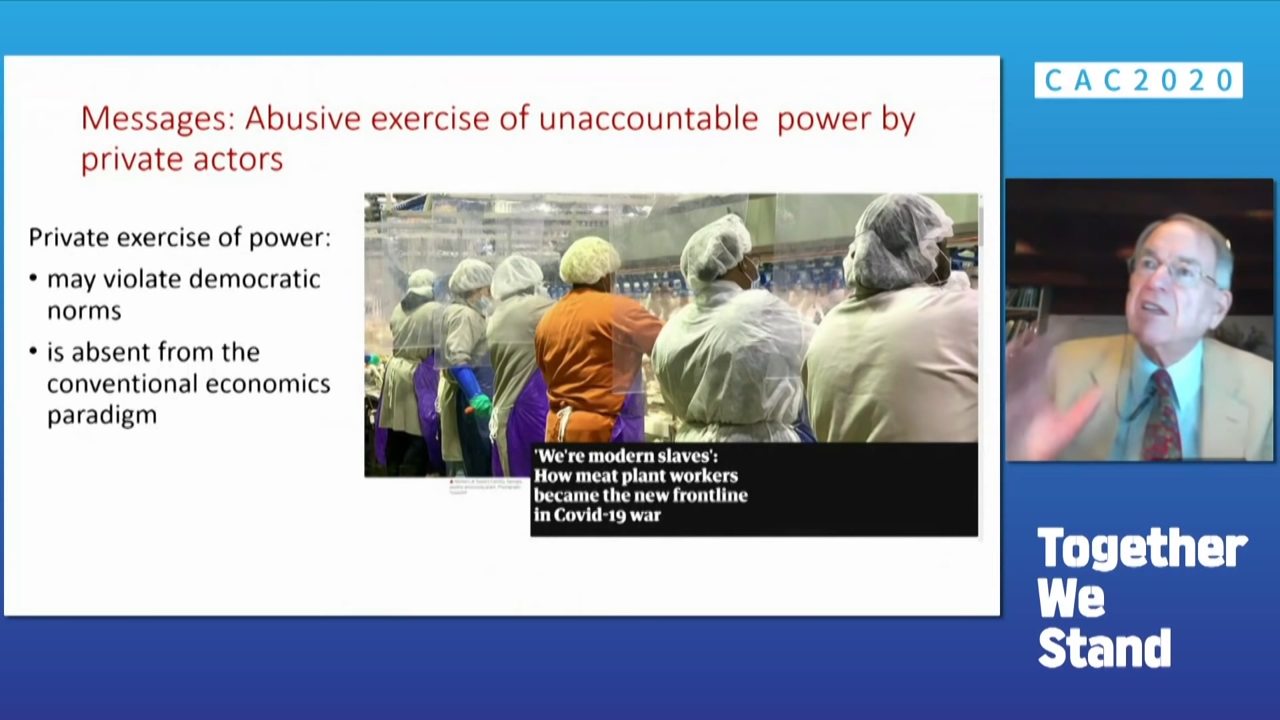 Messages: Abusive exercise of unaccountable power by
private actors
Private exercise of power:
• may violate democratic
norms
• is absent from the
conventional economics
paradigm
'We're modern slaves':
How meat plant workers
became the new frontline
in Covid-19 war
CAC2020
Together
We
Stand